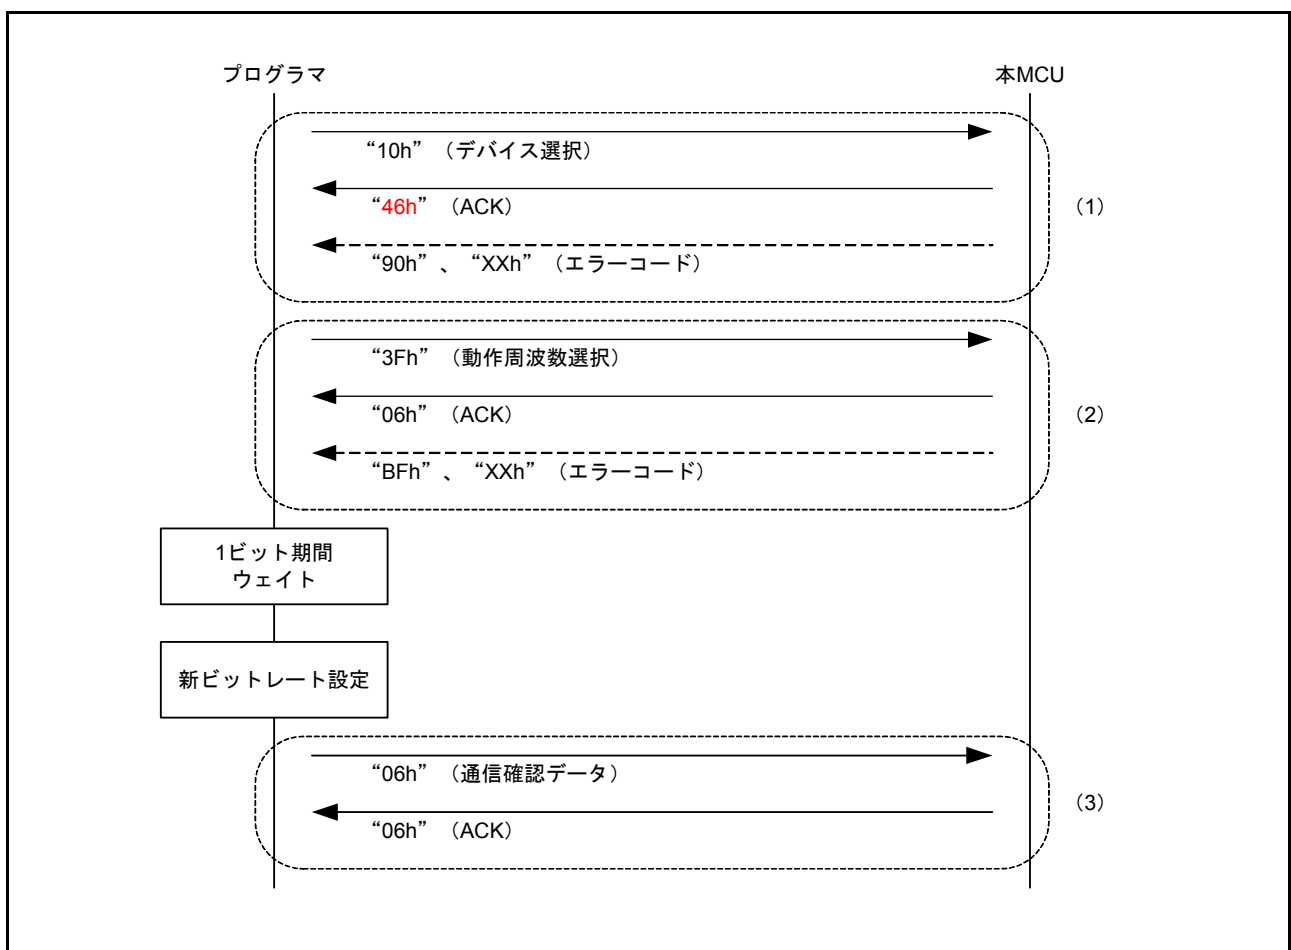 プログラマ 本MCU
“10h” （デバイス選択）
“46h” （ACK）
（1）
“90h” 、 “XXh” （エラーコード）
“3Fh” （動作周波数選択）
“06h” （ACK）
（2）
“BFh” 、 “XXh” （エラーコード）
1ビット期間
ウェイト
新ビットレート設定
“06h” （通信確認データ）
（3）
“06h” （ACK）